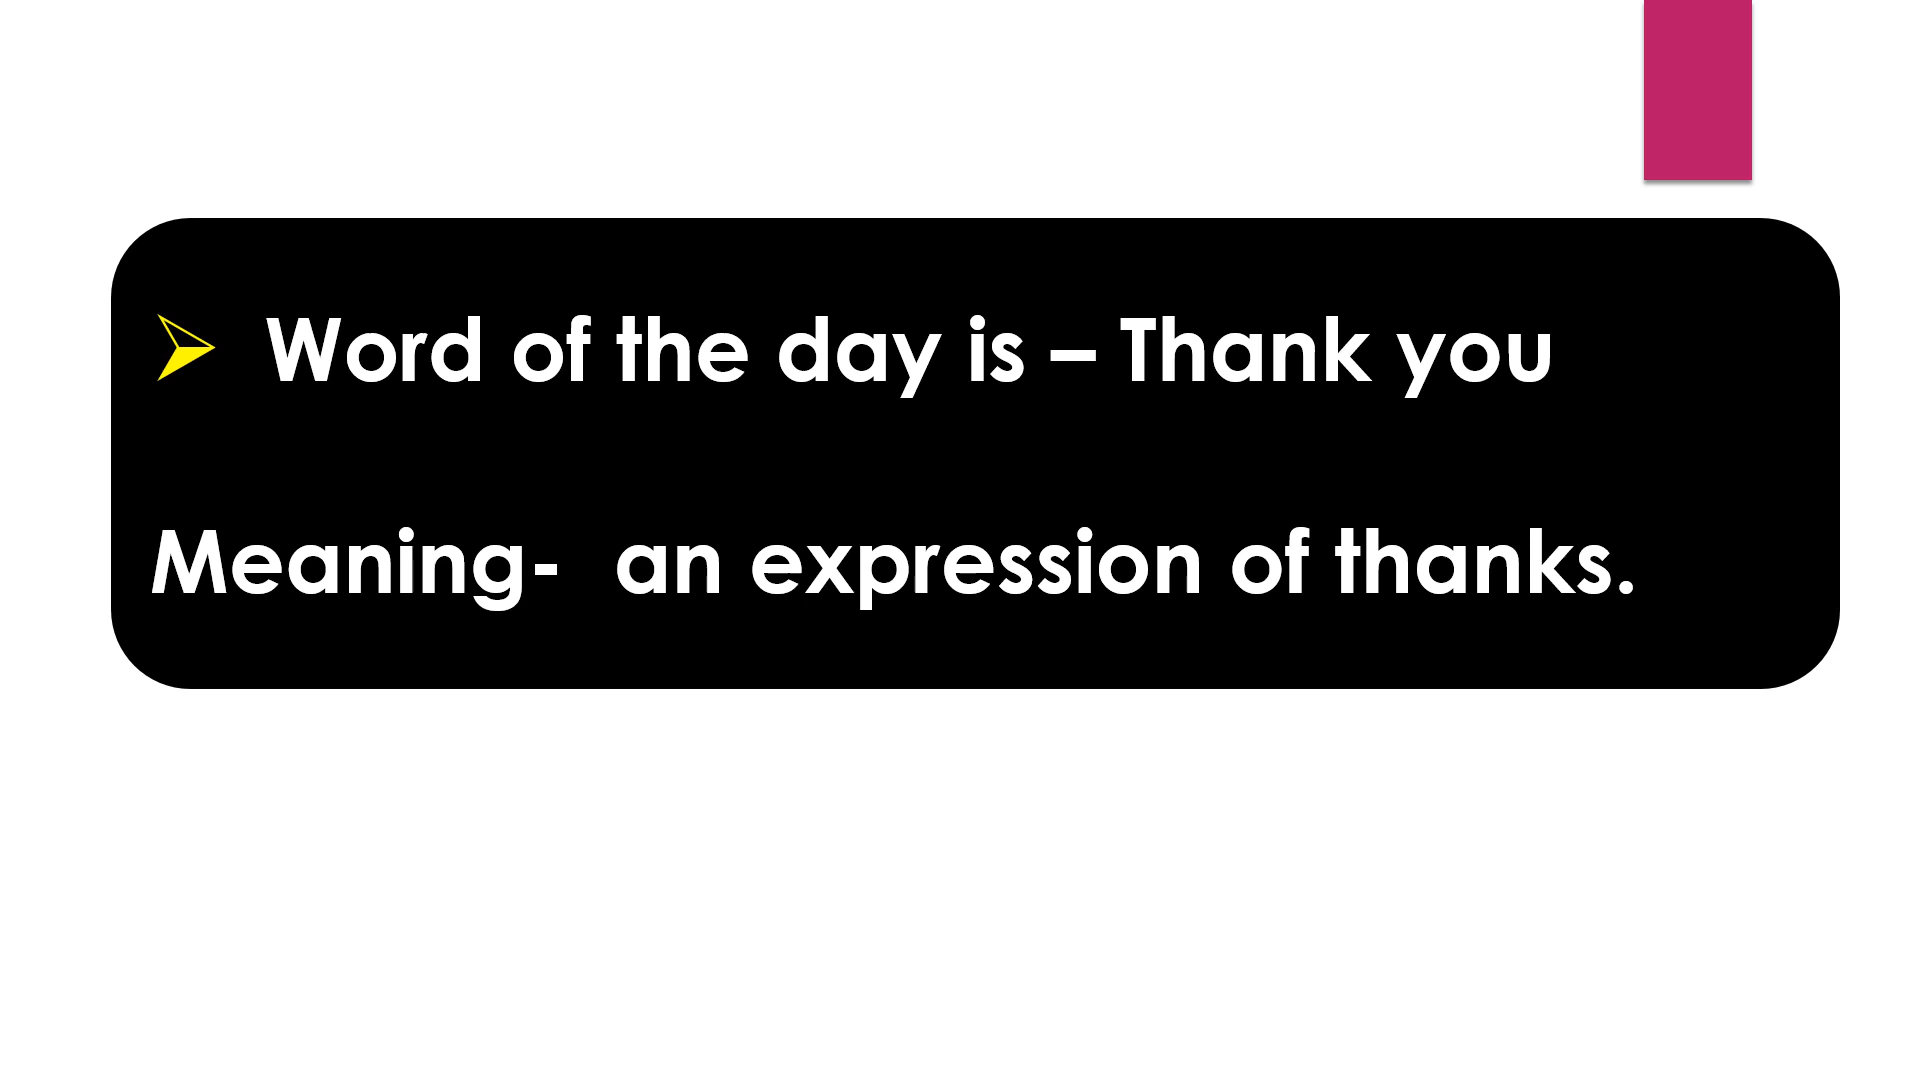 Word of the day is – Thank you
Meaning-  an expression of thanks.